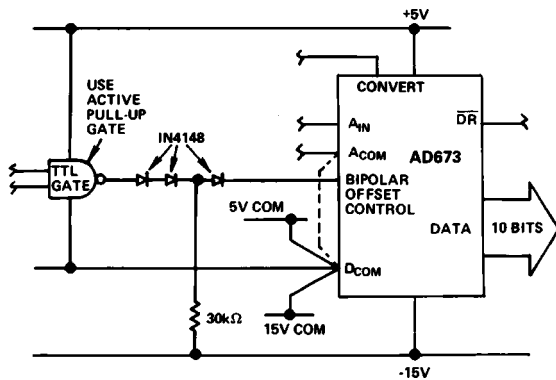 +5V
USE
ACTIVE
PULL-UP
GATE
IN4148
TTL
GATE
CONVERT
AIN
ACOM
DR
AD673
BIPOLAR
OFFSET
CONTROL
DATA
10 BITS
5V COM
DCOM
15V COM
30kΩ
-15V